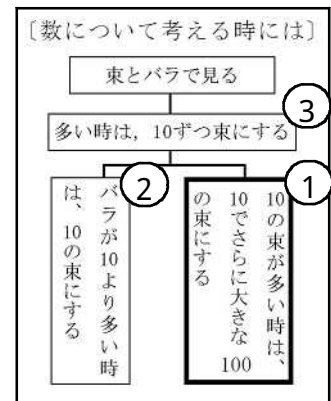 〔数について考える時には〕
束とバラで見る
③
多い時は，10ずつ束にする
①
10の束が多い時は、
10でさらに大きな100
の束にする
②
バラが10より多い時
は、10の束にする